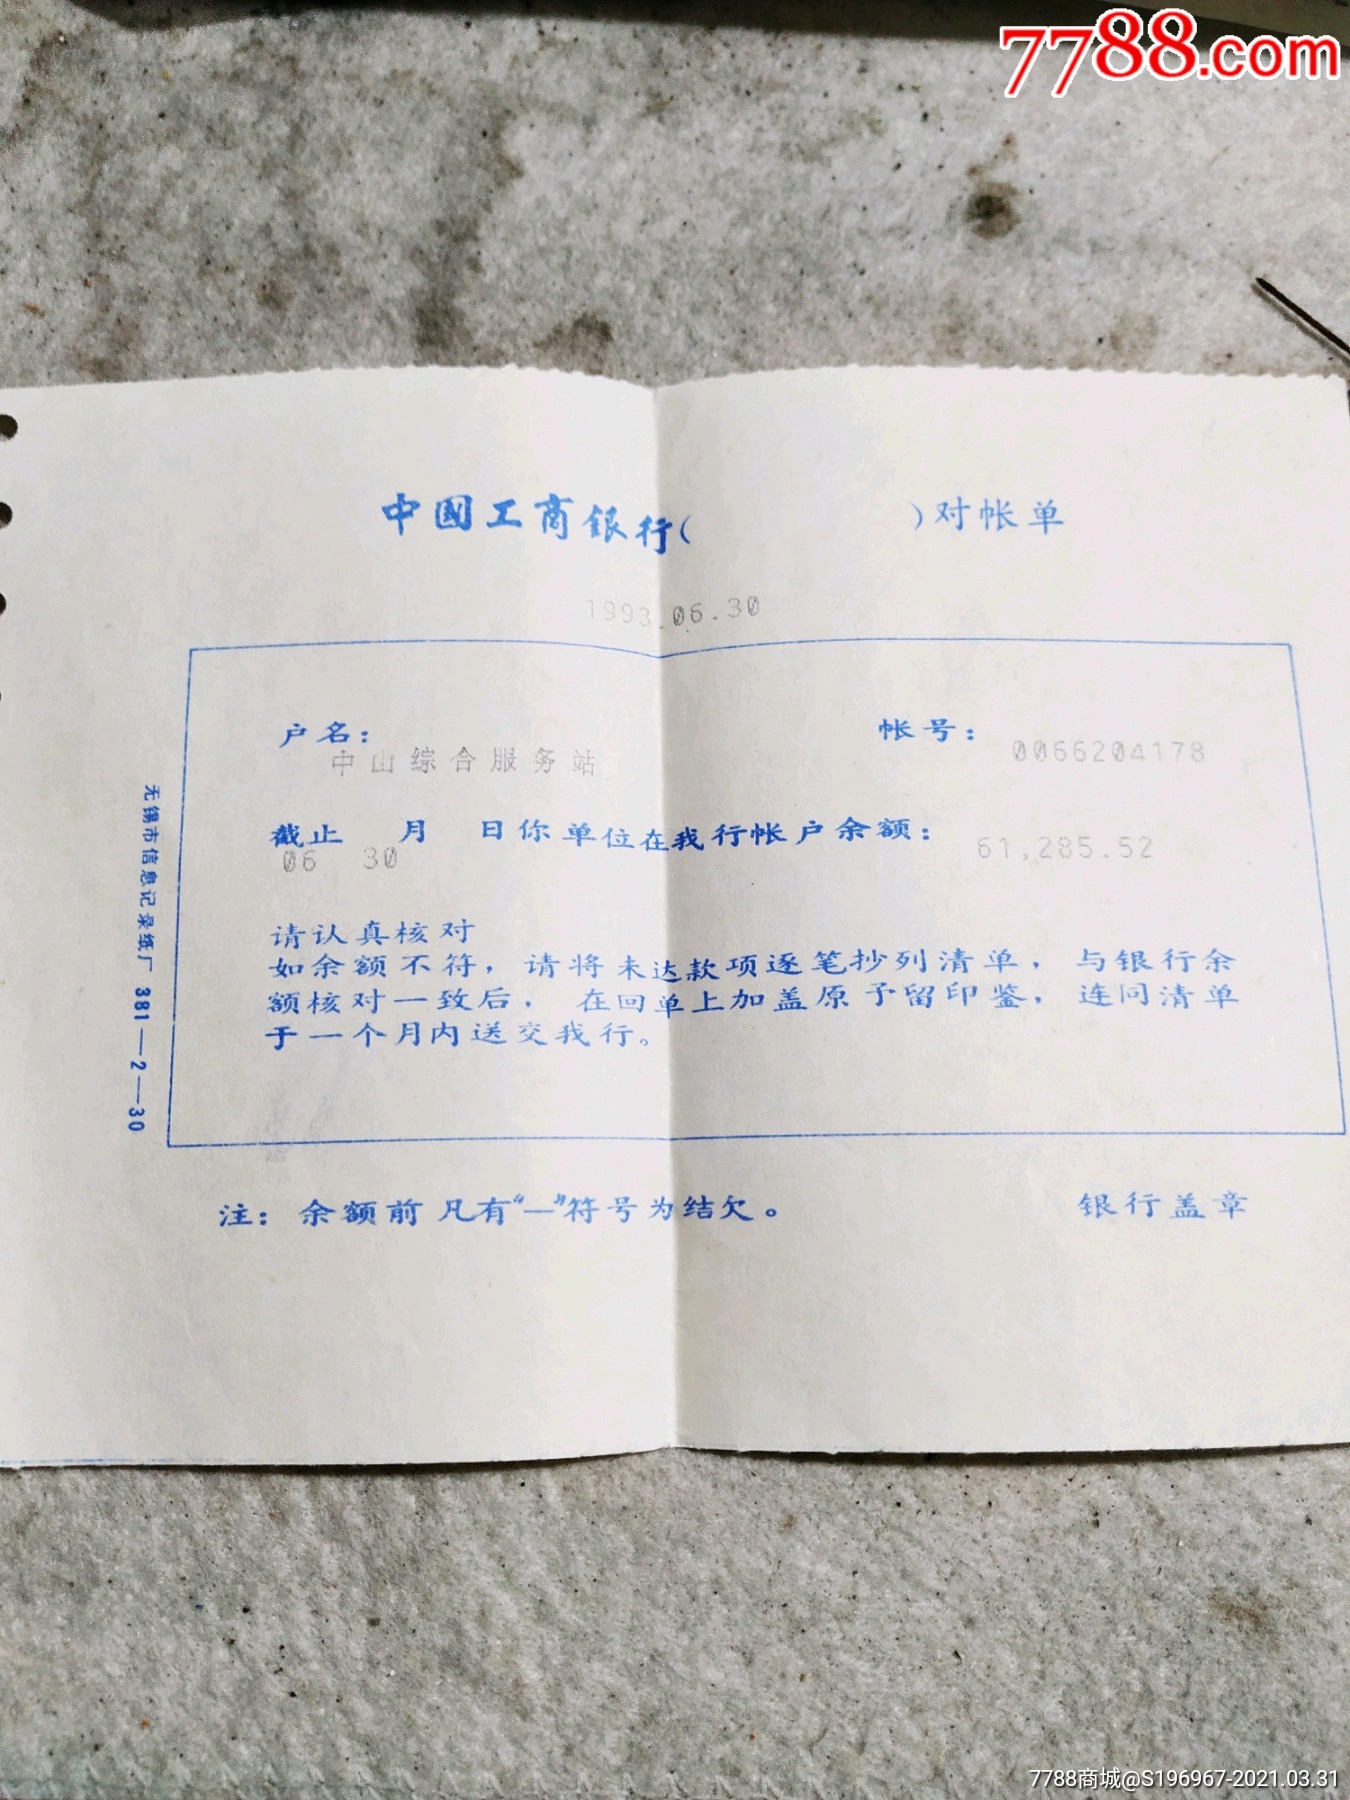 7788.com
中国工商银行(　　　　)对帐单
1993.06.30
户名：　　帐号：
中山综合服务站　　0066204178
截止　月　日你单位在我行帐户余额：
06　30　　61,285.52
请认真核对
如余额不符，请将未达款项逐笔抄列清单，与银行余
额核对一致后，在回单上加盖原予留印鉴，连同清单
于一个月内送交我行。
无锡市信息记录纸厂 381—2—30
注：余额前凡有“—”符号为结欠。　　银行盖章
7788商城@S196967-2021.03.31